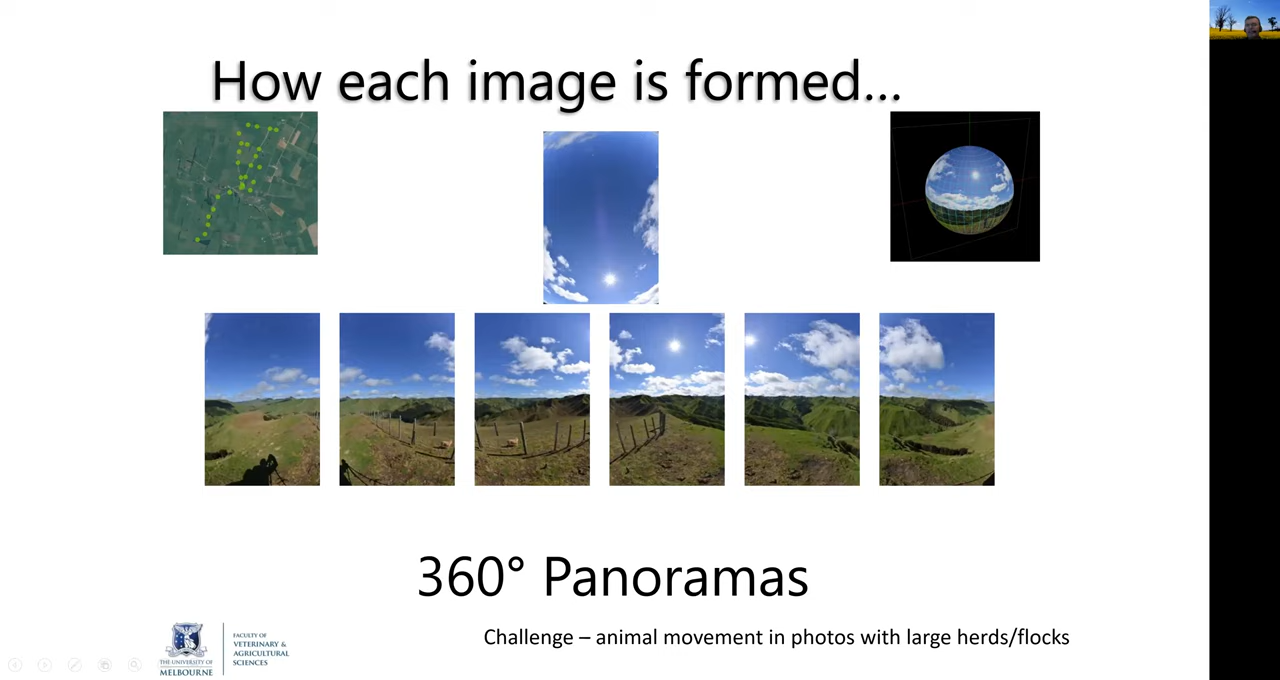 How each image is formed...
360° Panoramas
Challenge – animal movement in photos with large herds/flocks
THE UNIVERSITY OF
MELBOURNE
FACULTY OF
VETERINARY &
AGRICULTURAL
SCIENCES